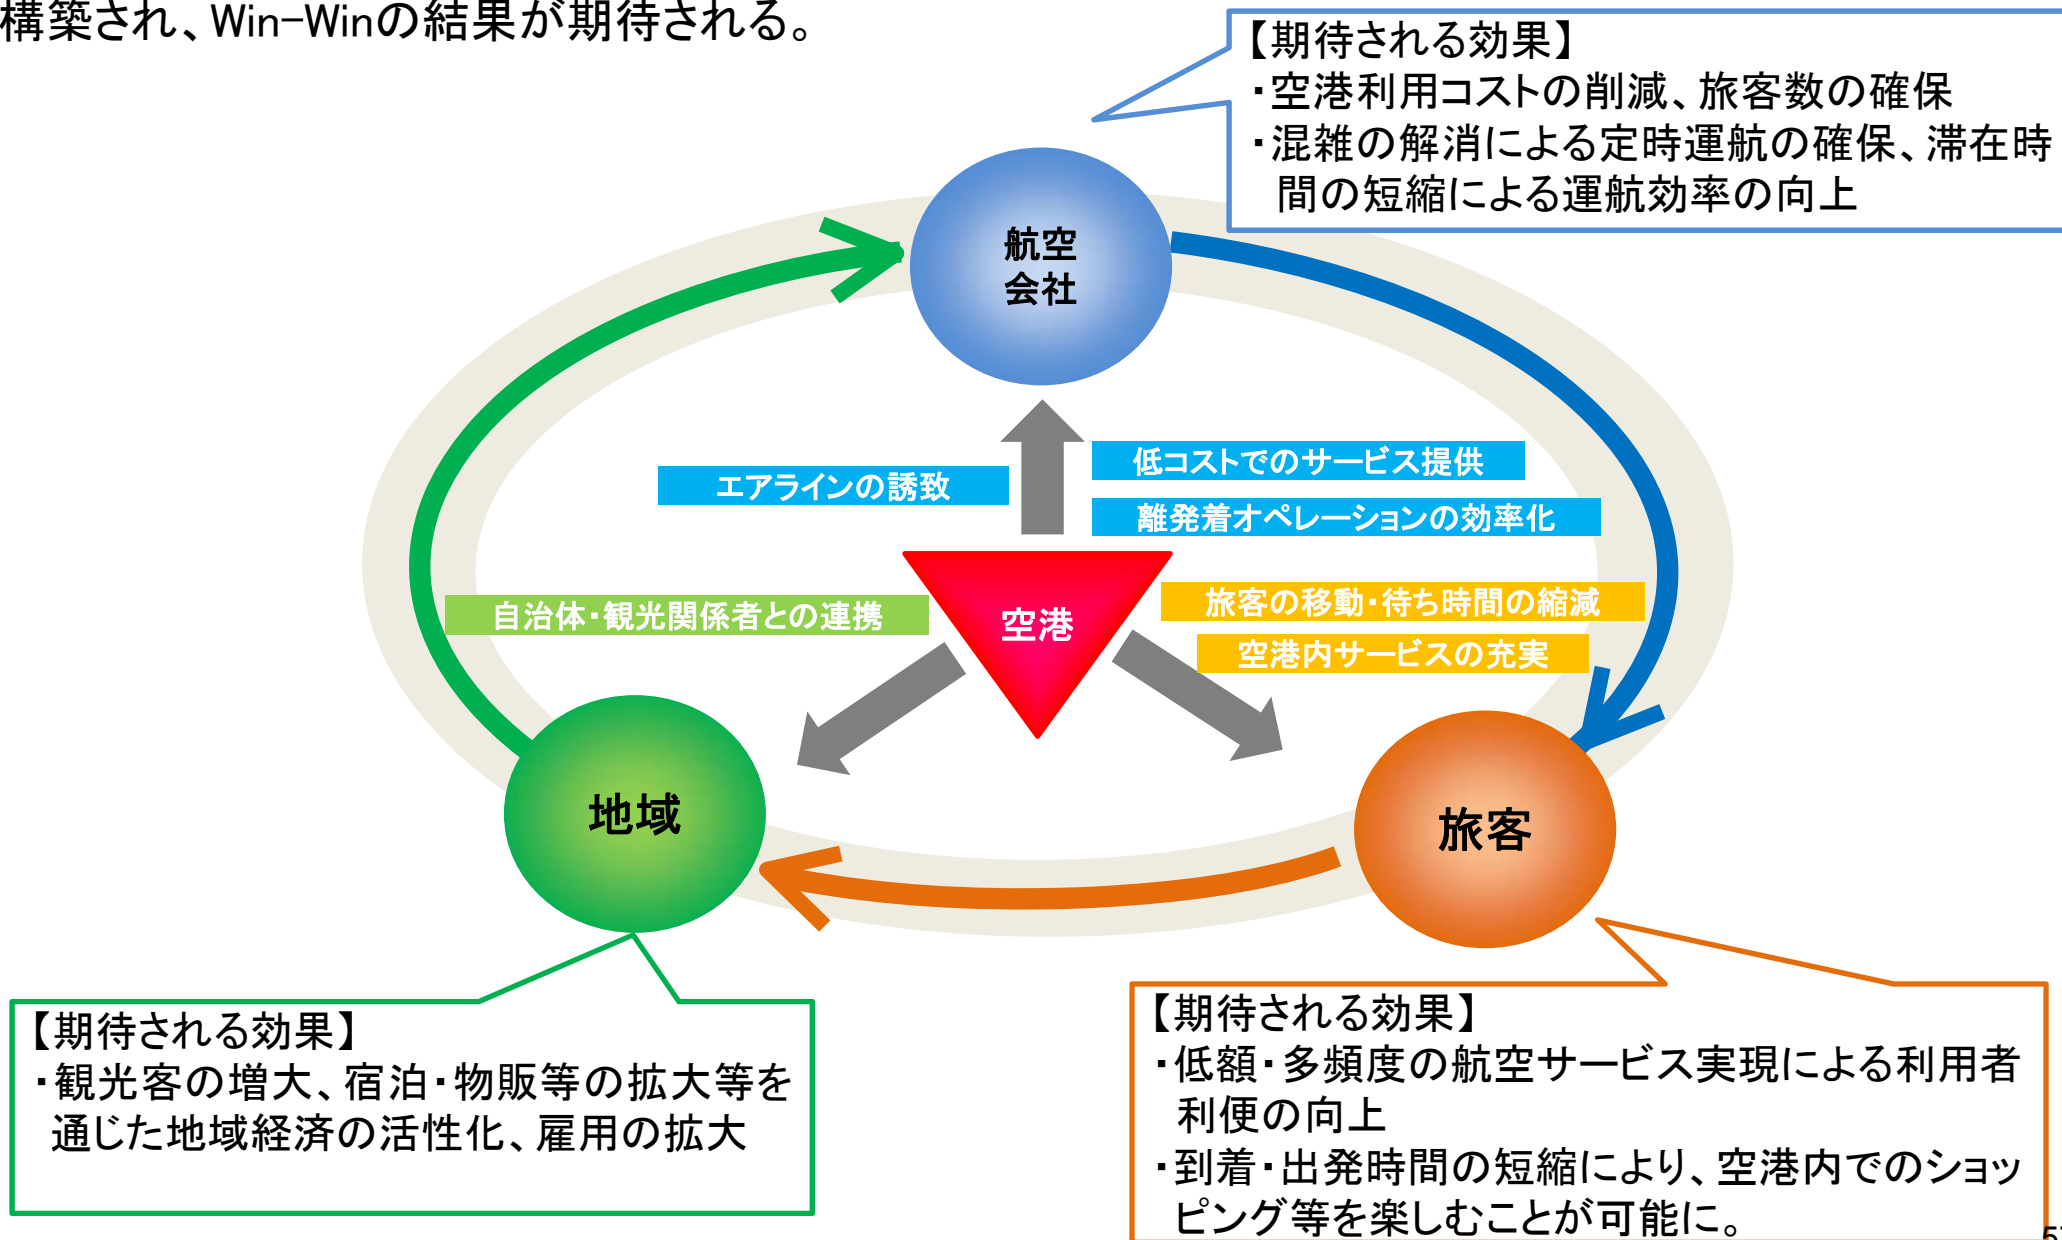 構築され、Win-Winの結果が期待される。
【期待される効果】
・空港利用コストの削減、旅客数の確保
・混雑の解消による定時運航の確保、滞在時
間の短縮による運航効率の向上
航空
会社
エアラインの誘致
低コストでのサービス提供
離発着オペレーションの効率化
自治体・観光関係者との連携
空港
旅客の移動・待ち時間の縮減
空港内サービスの充実
地域
旅客
【期待される効果】
・観光客の増大、宿泊・物販等の拡大等を
通じた地域経済の活性化、雇用の拡大
【期待される効果】
・低額・多頻度の航空サービス実現による利用者
利便の向上
・到着・出発時間の短縮により、空港内でのショッ
ピング等を楽しむことが可能に。